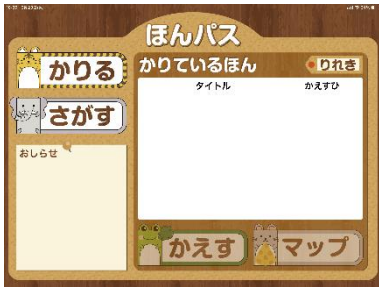 ほんパス
かりる
さがす
おしらせ
かりているほん
りれき
タイトル
かえすひ
かえす
マップ